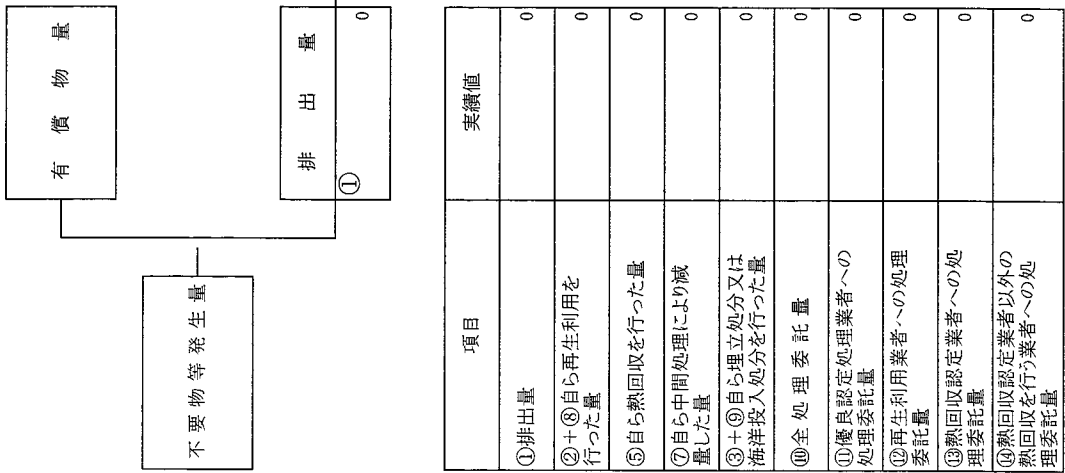 有償物量
不要物等発生量
排出量
①
0
項目
実績値
①排出量
0
②+⑧自ら再生利用を
行った量
0
⑤自ら熱回収を行った量
0
⑦自ら中間処理により減
量した量
0
③+⑨自ら埋立処分又は
海洋投入処分を行った量
0
⑩全処理委託量
0
⑪優良認定処理業者への
処理委託量
0
⑫再生利用業者への処理
委託量
0
⑬熱回収認定業者への処
理委託量
0
⑭熱回収認定業者以外の
熱回収を行う業者への処
理委託量
0